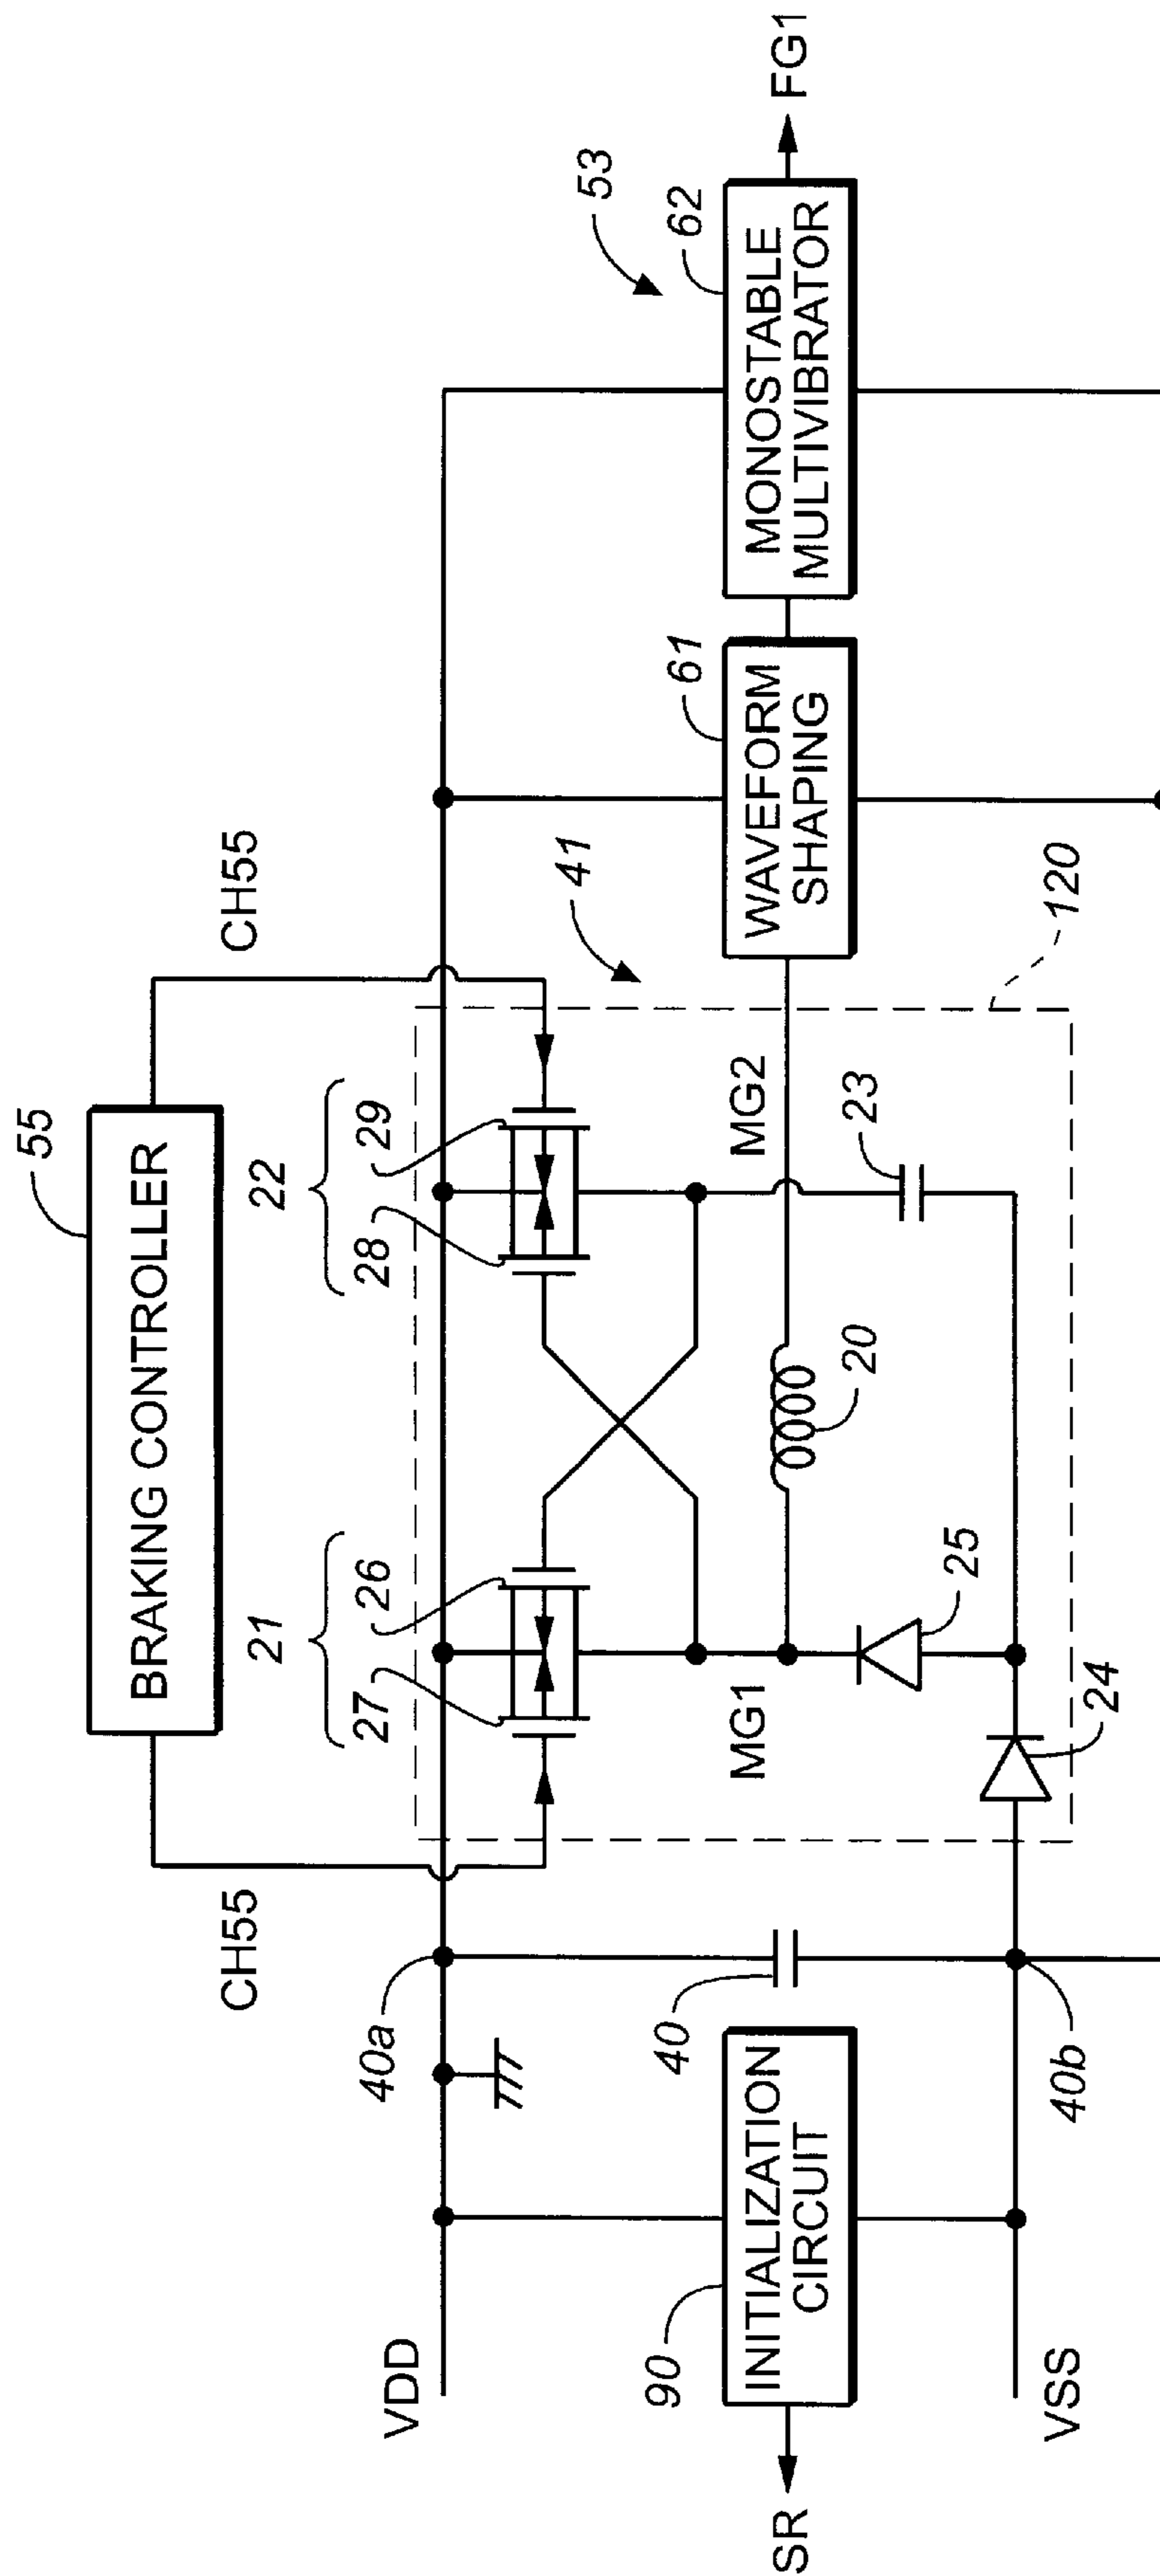 55
BRAKING CONTROLLER
CH55
CH55
21
22
27
26
28
29
VDD
40a
41
53
MG1
MG2
90
INITIALIZATION
CIRCUIT
SR
40
20
23
61
WAVEFORM
SHAPING
62
MONOSTABLE
MULTIVIBRATOR
FG1
25
24
VSS
40b
120